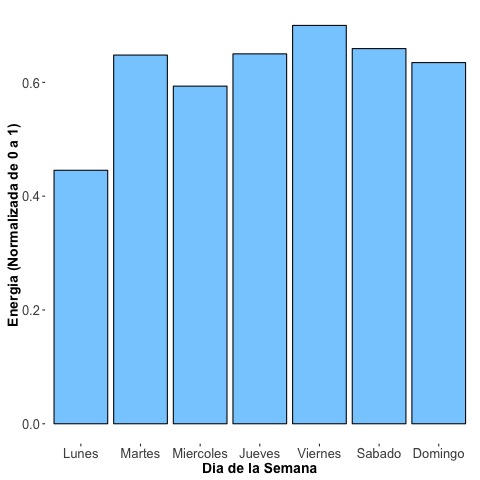 Energia (Normalizada de 0 a 1)
0.6
0.4
0.2
0.0
Lunes Martes Miercoles Jueves Viernes Sabado Domingo
Dia de la Semana